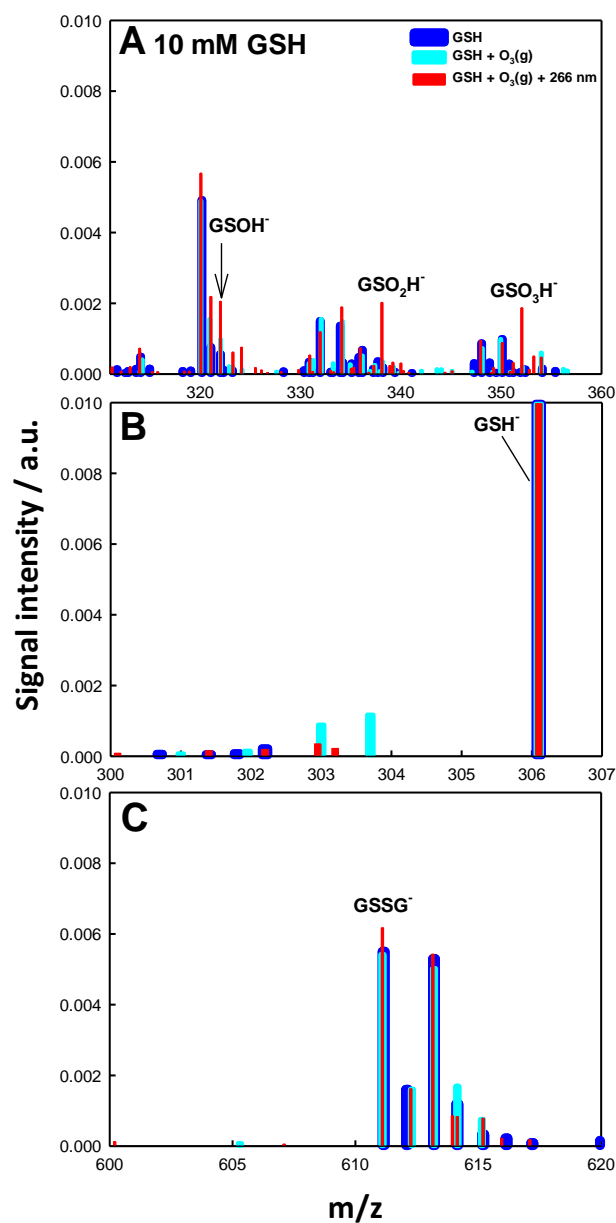 A 10 mM GSH
GSH
GSH + O₃(g)
GSH + O₃(g) + 266 nm
0.010
0.008
0.006
0.004
0.002
0.000
GSOH⁻
GSO₂H⁻
GSO₃H⁻
320 330 340 350 360
B
GSH⁻
0.010
0.008
0.006
0.004
0.002
0.000
300 301 302 303 304 305 306 307
Signal intensity / a.u.
C
GSSG⁻
0.010
0.008
0.006
0.004
0.002
0.000
600 605 610 615 620
m/z